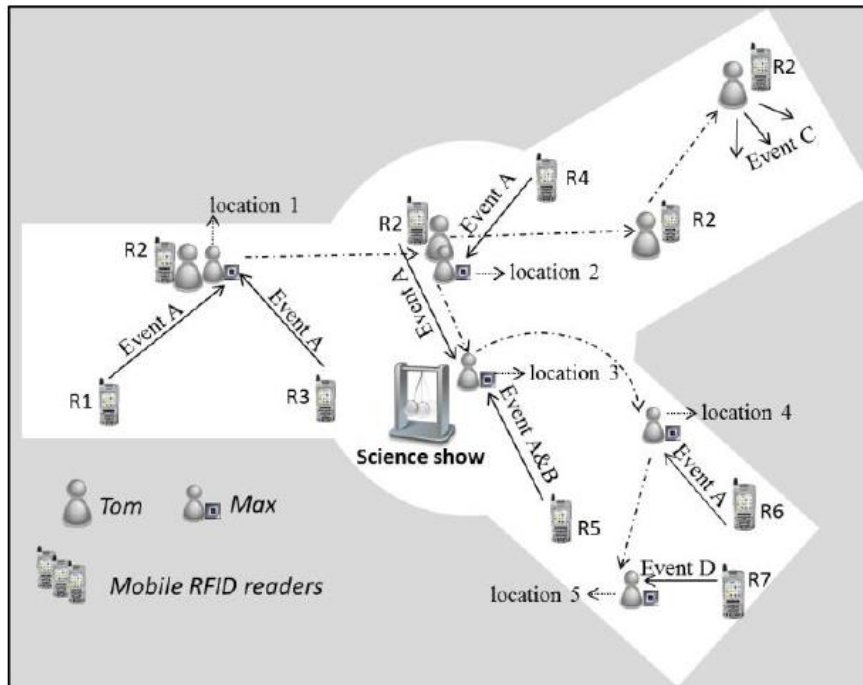 R2
Event C
Event A
R4
location 1
R2
R2
R2
location 2
Event A
Event A
Event A
location 3
R1
R3
location 4
Science show
Event A&B
Event A
Tom
Max
R5
R6
Mobile RFID readers
Event D
R7
location 5